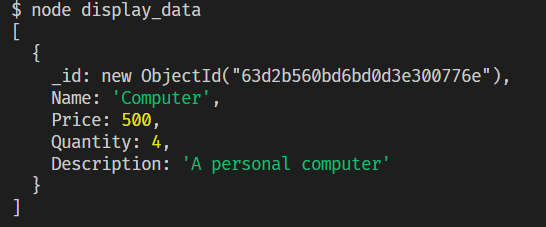 $ node display_data
[
  {
    _id: new ObjectId("63d2b560bd6bd0d3e300776e"),
    Name: 'Computer',
    Price: 500,
    Quantity: 4,
    Description: 'A personal computer'
  }
]